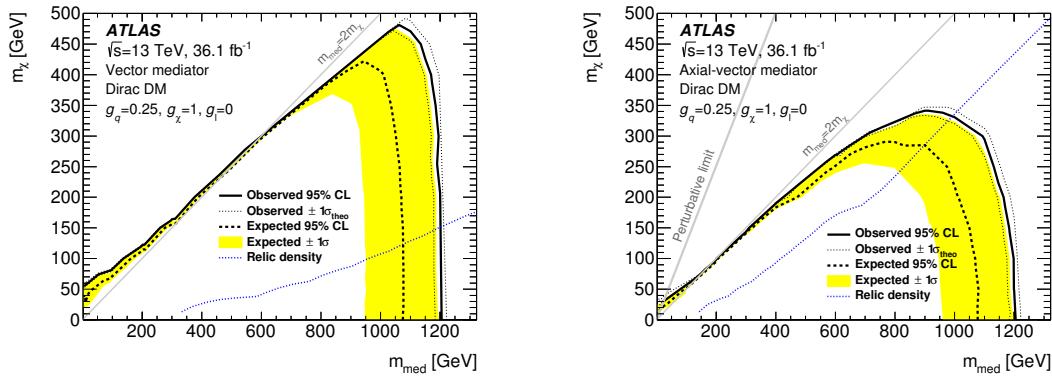 ATLAS
√s=13 TeV, 36.1 fb⁻¹
Vector mediator
Dirac DM
g_q=0.25, g_χ=1, g_l=0
m_med=2m_χ
Observed 95% CL
Observed ± 1σ_theo
Expected 95% CL
Expected ± 1σ
Relic density
m_χ [GeV]
500
450
400
350
300
250
200
150
100
50
0
200 400 600 800 1000 1200
m_med [GeV]
ATLAS
√s=13 TeV, 36.1 fb⁻¹
Axial-vector mediator
Dirac DM
g_q=0.25, g_χ=1, g_l=0
Perturbative limit
m_med=2m_χ
Observed 95% CL
Observed ± 1σ_theo
Expected 95% CL
Expected ± 1σ
Relic density
m_χ [GeV]
500
450
400
350
300
250
200
150
100
50
0
0 200 400 600 800 1000 1200
m_med [GeV]